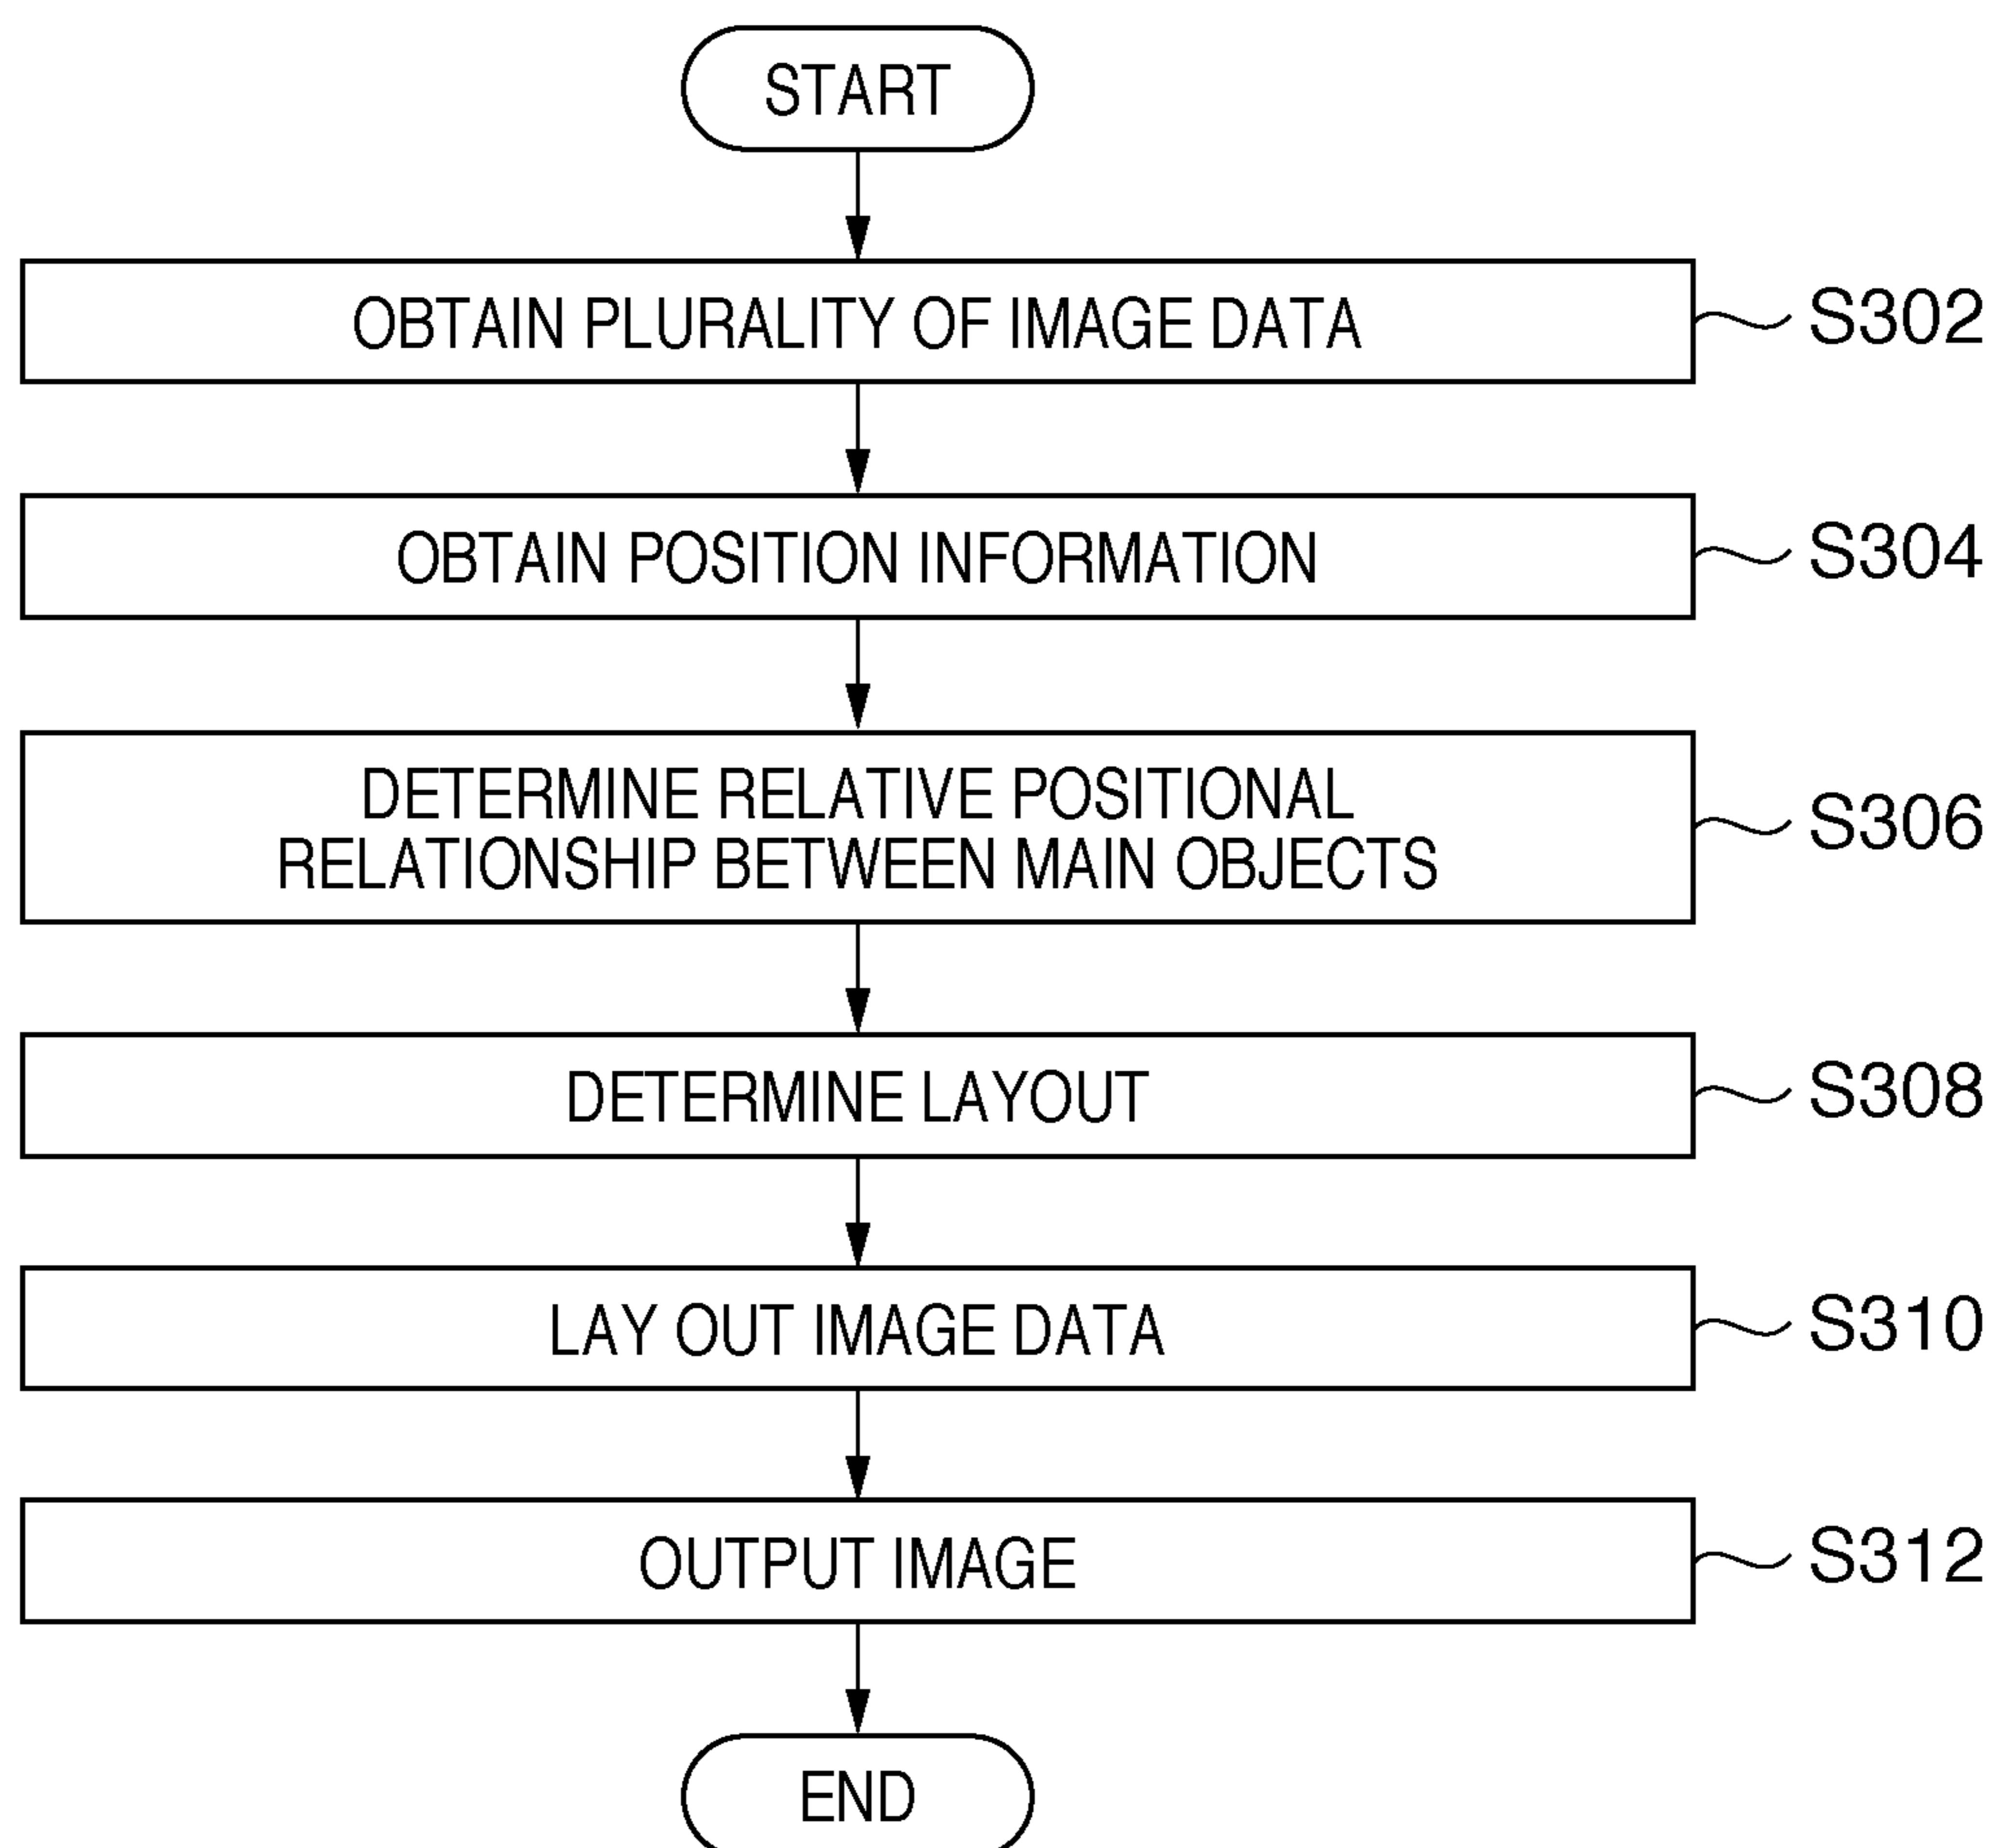 START
OBTAIN PLURALITY OF IMAGE DATA
S302
OBTAIN POSITION INFORMATION
S304
DETERMINE RELATIVE POSITIONAL
RELATIONSHIP BETWEEN MAIN OBJECTS
S306
DETERMINE LAYOUT
S308
LAY OUT IMAGE DATA
S310
OUTPUT IMAGE
S312
END